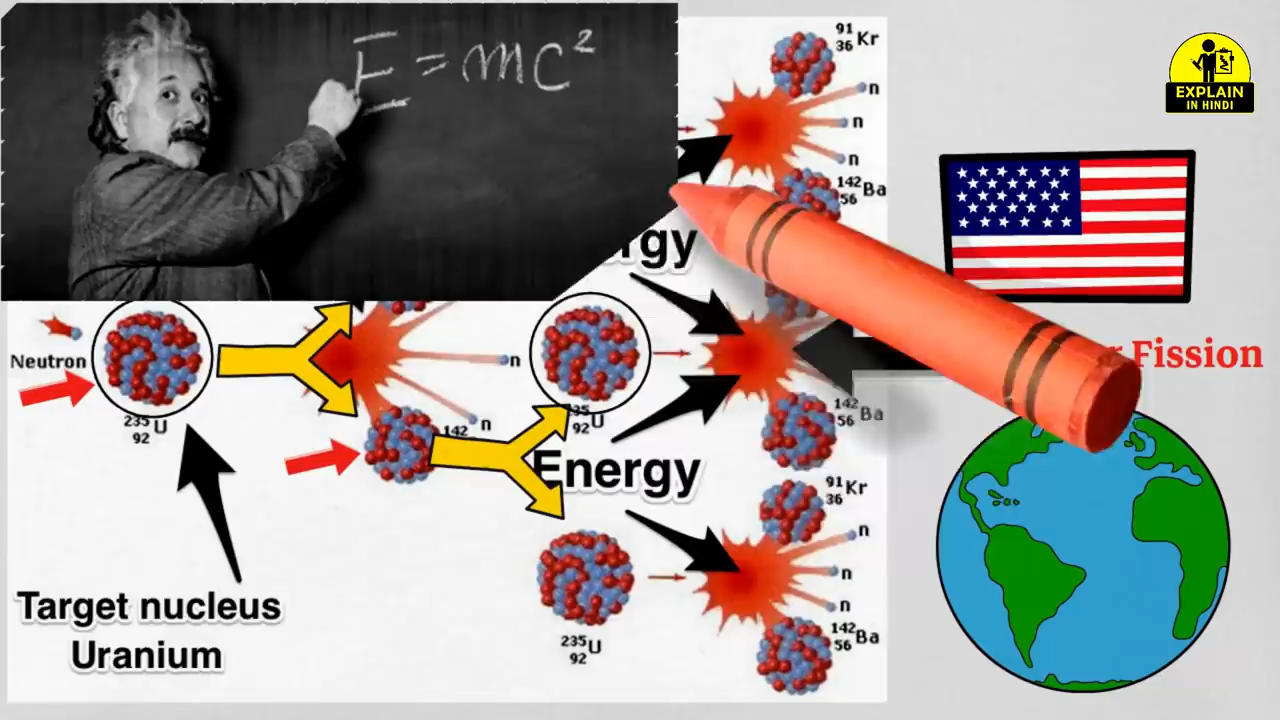 E = mc²
91
36 Kr
n
n
n
142
56 Ba
EXPLAIN
IN HINDI
Neutron
235
92 U
n
142
n
235
92 U
Fission
142
56 Ba
Energy
91
36 Kr
n
n
n
235
92 U
142
56 Ba
Target nucleus
Uranium